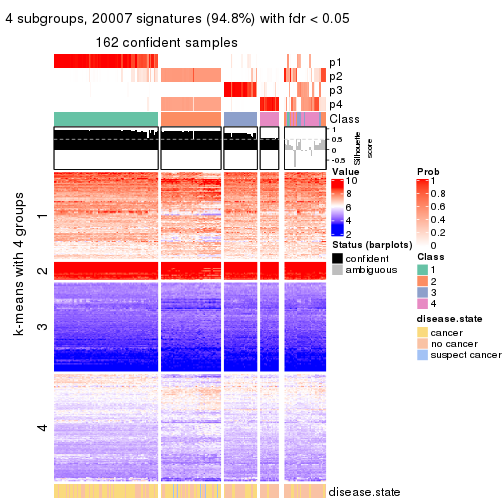 4 subgroups, 20007 signatures (94.8%) with fdr < 0.05
162 confident samples
p1
p2
p3
p4
Class
1
0.5
0
-0.5
Silhouette
score
k-means with 4 groups
1
2
3
4
Value
10
8
6
4
2
Status (barplots)
confident
ambiguous
Prob
1
0.8
0.6
0.4
0.2
0
Class
1
2
3
4
disease.state
cancer
no cancer
suspect cancer
disease.state